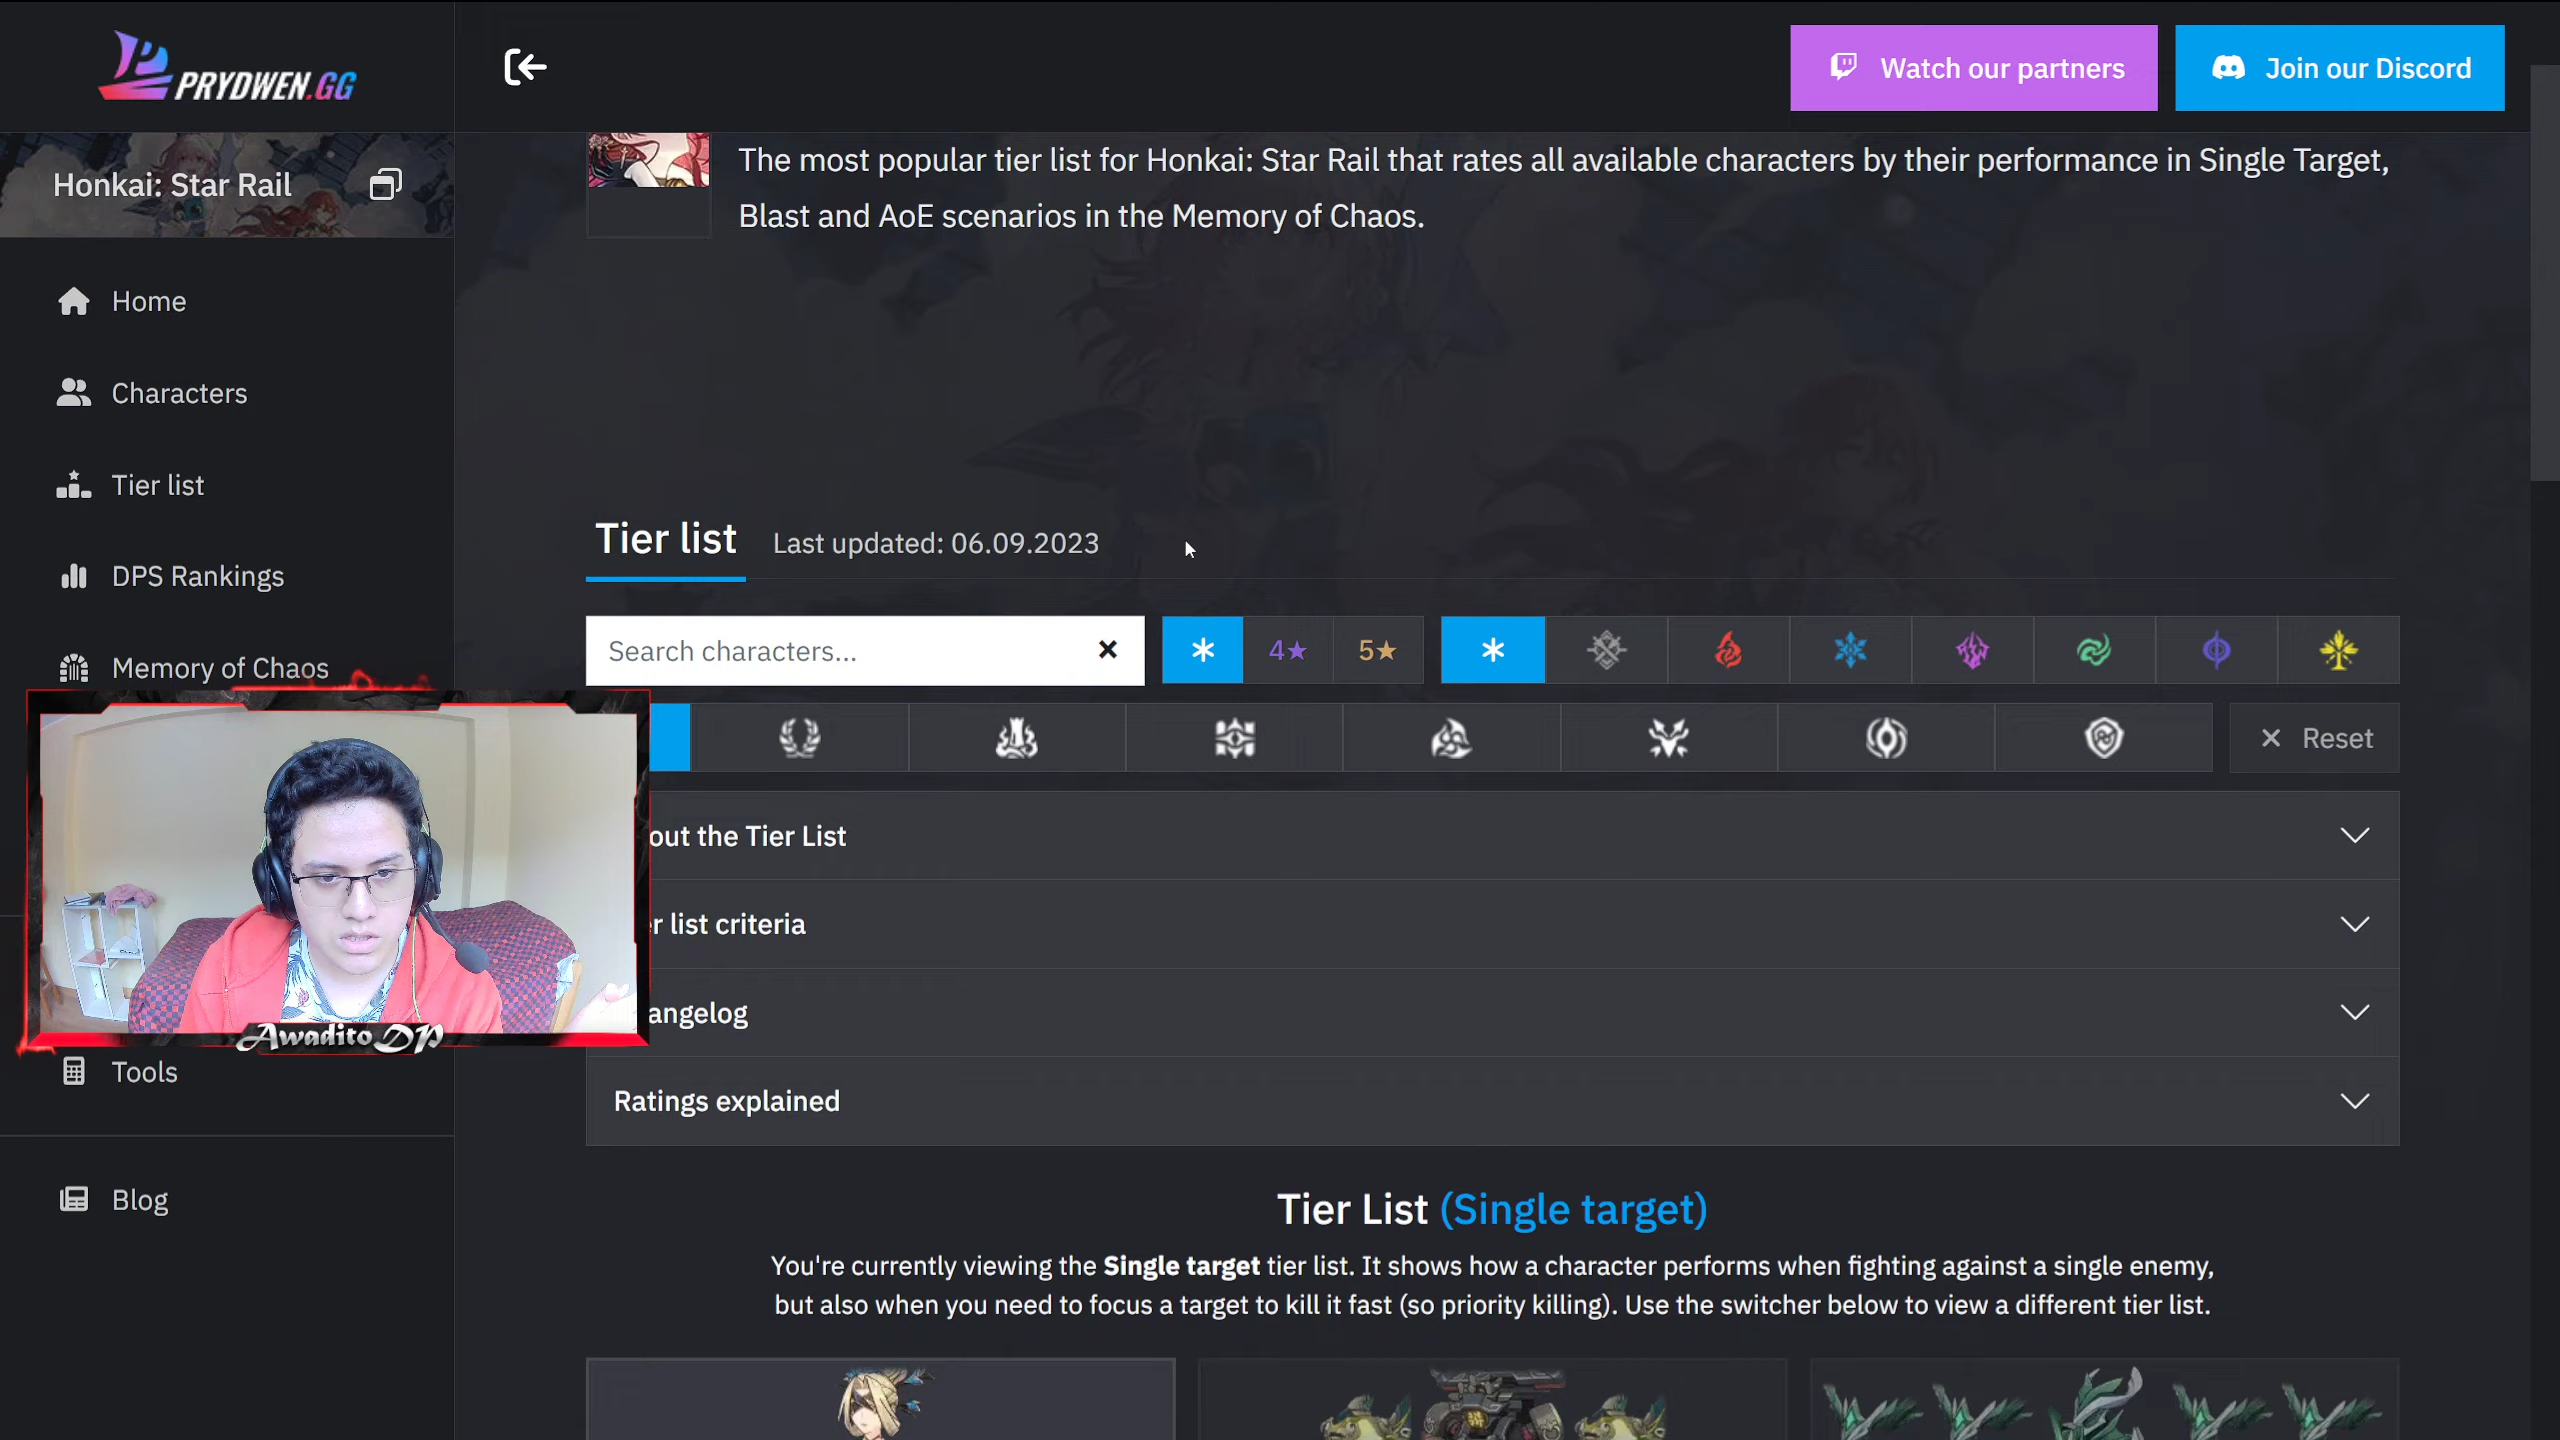 PRYDWEN.GG
Watch our partners
Join our Discord
Honkai: Star Rail
The most popular tier list for Honkai: Star Rail that rates all available characters by their performance in Single Target,
Blast and AoE scenarios in the Memory of Chaos.
Home
Characters
Tier list
DPS Rankings
Memory of Chaos
Tools
Blog
Tier list
Last updated: 06.09.2023
Search characters...
4★
5★
Reset
out the Tier List
er list criteria
angelog
Ratings explained
Awadito DP
Tier List (Single target)
You're currently viewing the Single target tier list. It shows how a character performs when fighting against a single enemy,
but also when you need to focus a target to kill it fast (so priority killing). Use the switcher below to view a different tier list.